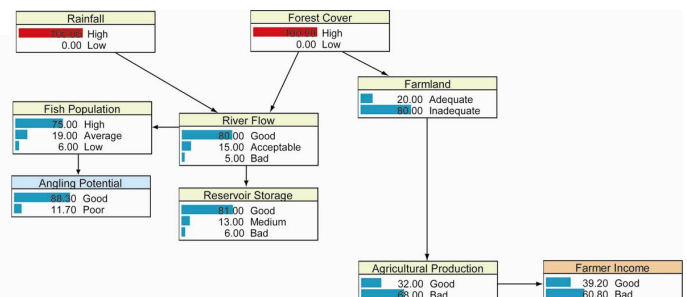 Rainfall
100.00 High
0.00 Low
Forest Cover
100.00 High
0.00 Low
Farmland
20.00 Adequate
80.00 Inadequate
Fish Population
75.00 High
19.00 Average
6.00 Low
River Flow
80.00 Good
15.00 Acceptable
5.00 Bad
Angling Potential
88.30 Good
11.70 Poor
Reservoir Storage
81.00 Good
13.00 Medium
6.00 Bad
Agricultural Production
32.00 Good
68.00 Bad
Farmer Income
39.20 Good
60.80 Bad